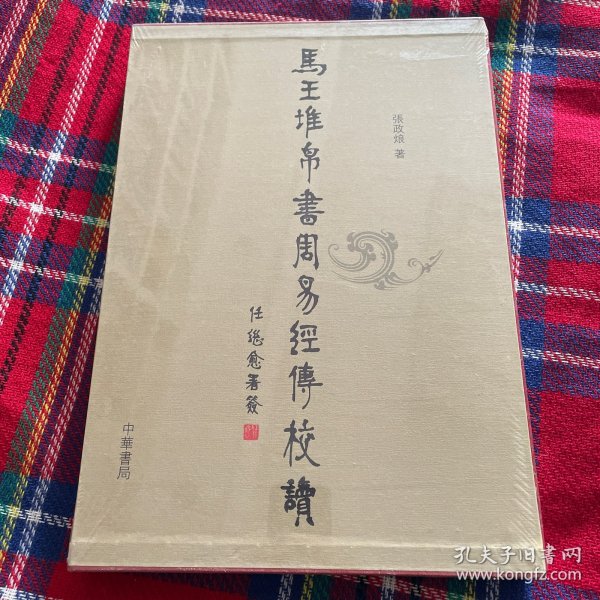 張政烺 著
馬王堆帛書周易經傳校讀
任繼愈署簽
中華書局
孔夫子旧书网
www.kongfz.com